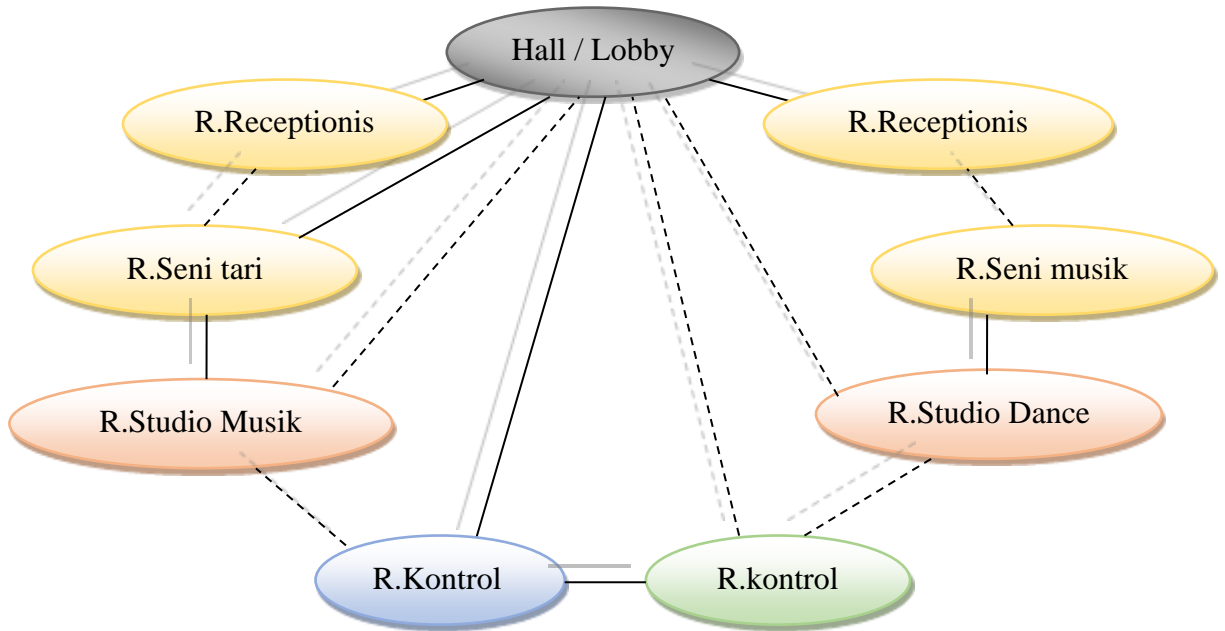 Hall / Lobby
R.Receptionis
R.Receptionis
R.Seni tari
R.Seni musik
R.Studio Musik
R.Studio Dance
R.Kontrol
R.kontrol